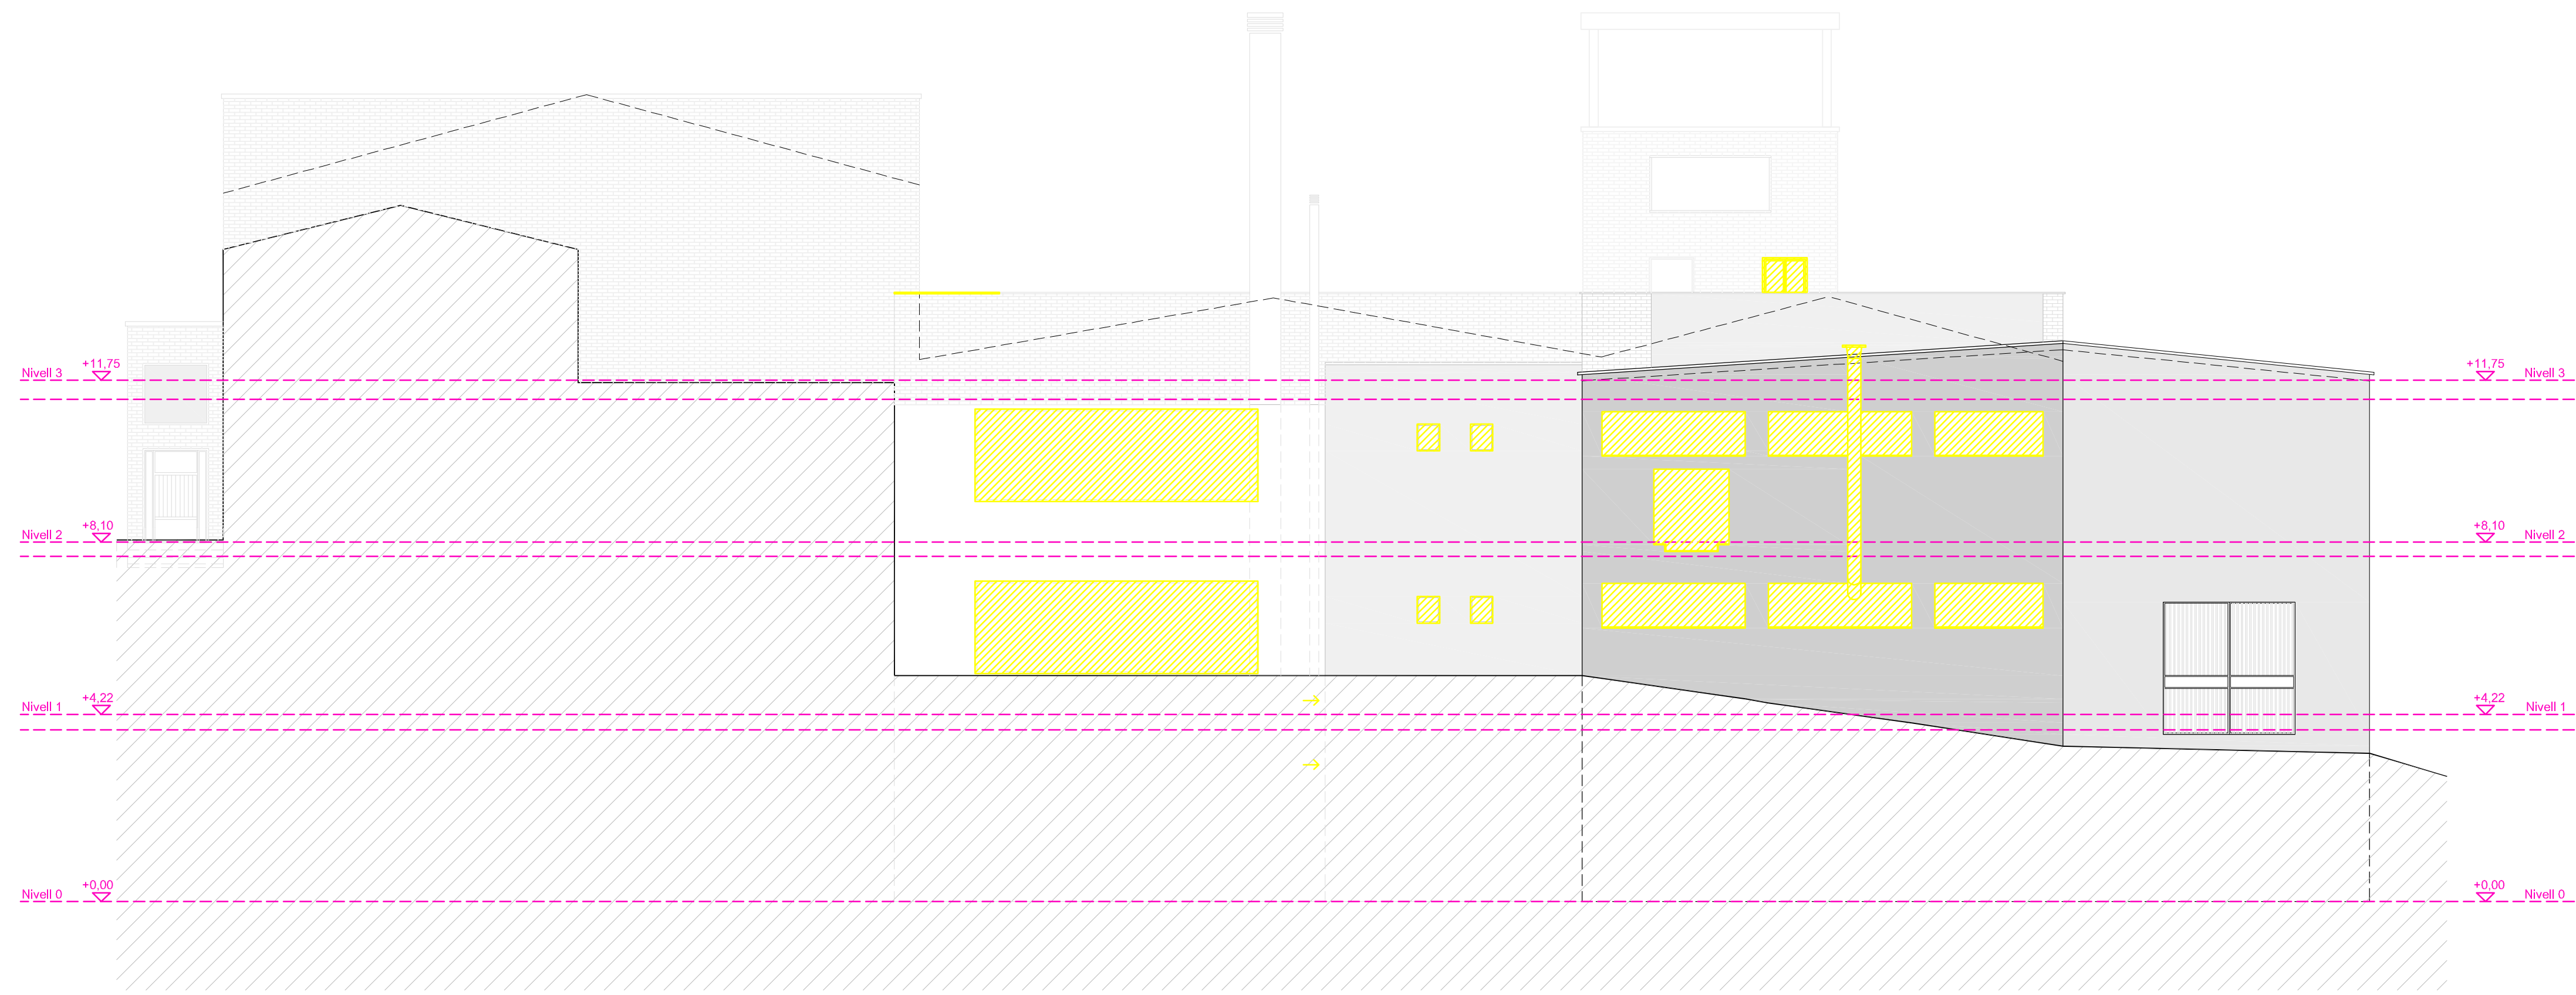 +11,75 +11,75
Nivell 3 Nivell 3
+8,10 +8,10
Nivell 2 Nivell 2
+4,22 +4,22
Nivell 1 Nivell 1
+0,00 +0,00
Nivell 0 Nivell 0